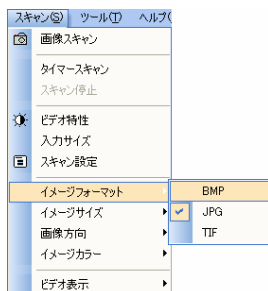 スキャン(S) ツール(T) ヘルプ(
画像スキャン
タイマースキャン
スキャン停止
ビデオ特性
入力サイズ
スキャン設定
イメージフォーマット
BMP
イメージサイズ
JPG
画像方向
TIF
イメージカラー
ビデオ表示